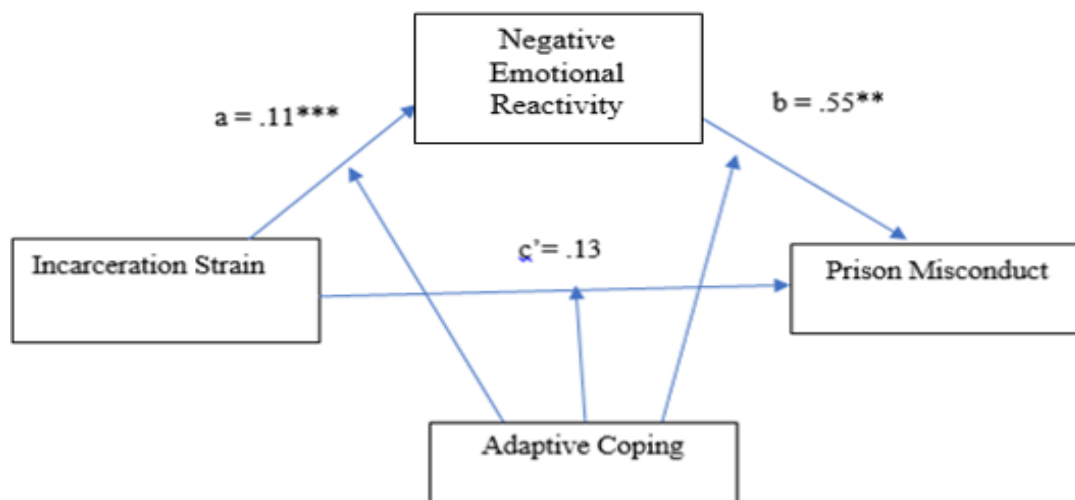 Negative
Emotional
Reactivity
a = .11***
b = .55**
Incarceration Strain
c’= .13
Prison Misconduct
Adaptive Coping